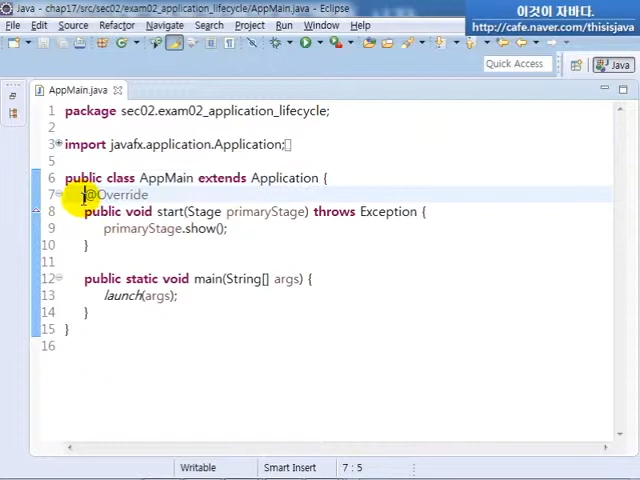 Java - chap17/src/sec02/exam02_application_lifecycle/AppMain.java - Eclipse
이것이 자바다.
http://cafe.naver.com/thisisjava
File Edit Source Refactor Navigate Search Project Run Window Help
Quick Access
Java
AppMain.java
1 package sec02.exam02_application_lifecycle;
2
3 import javafx.application.Application;
5
6 public class AppMain extends Application {
7 @Override
8 public void start(Stage primaryStage) throws Exception {
9 primaryStage.show();
10 }
11
12 public static void main(String[] args) {
13 launch(args);
14 }
15 }
16
Writable Smart Insert 7 : 5